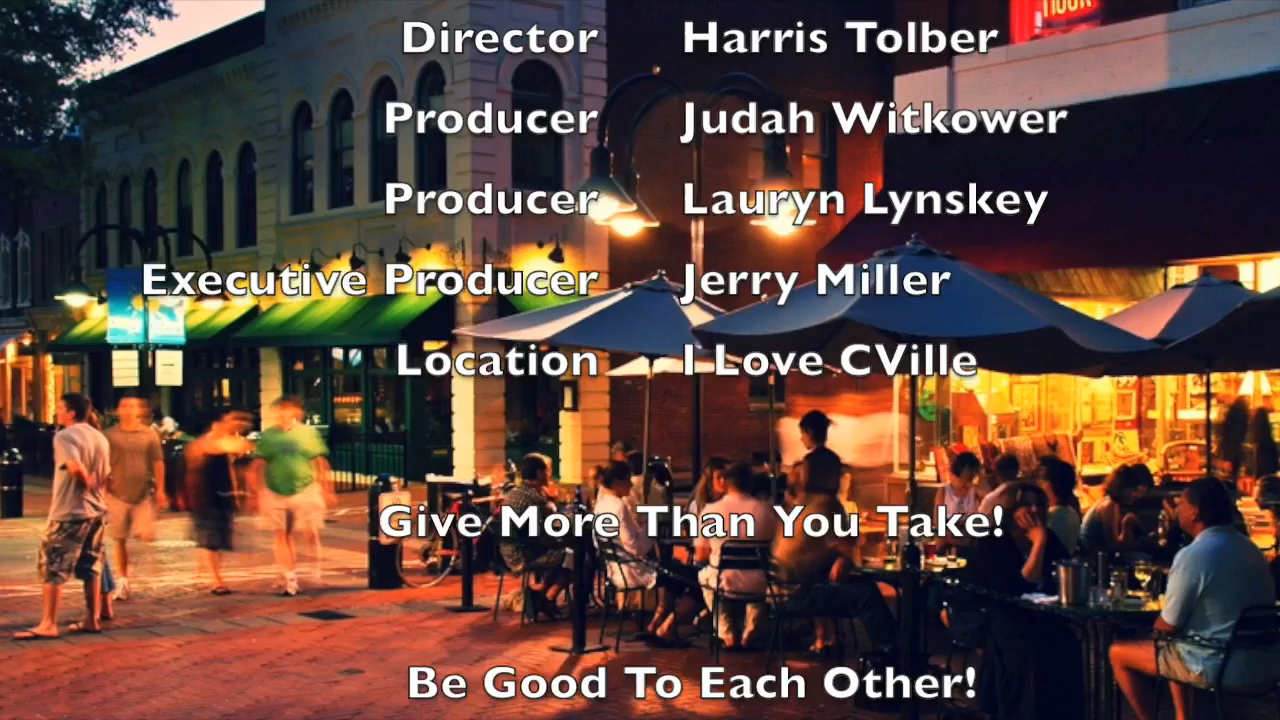 HOUR
Director Harris Tolber
Producer Judah Witkower
Producer Lauryn Lynskey
Executive Producer Jerry Miller
Location I Love CVille
Give More Than You Take!
Be Good To Each Other!